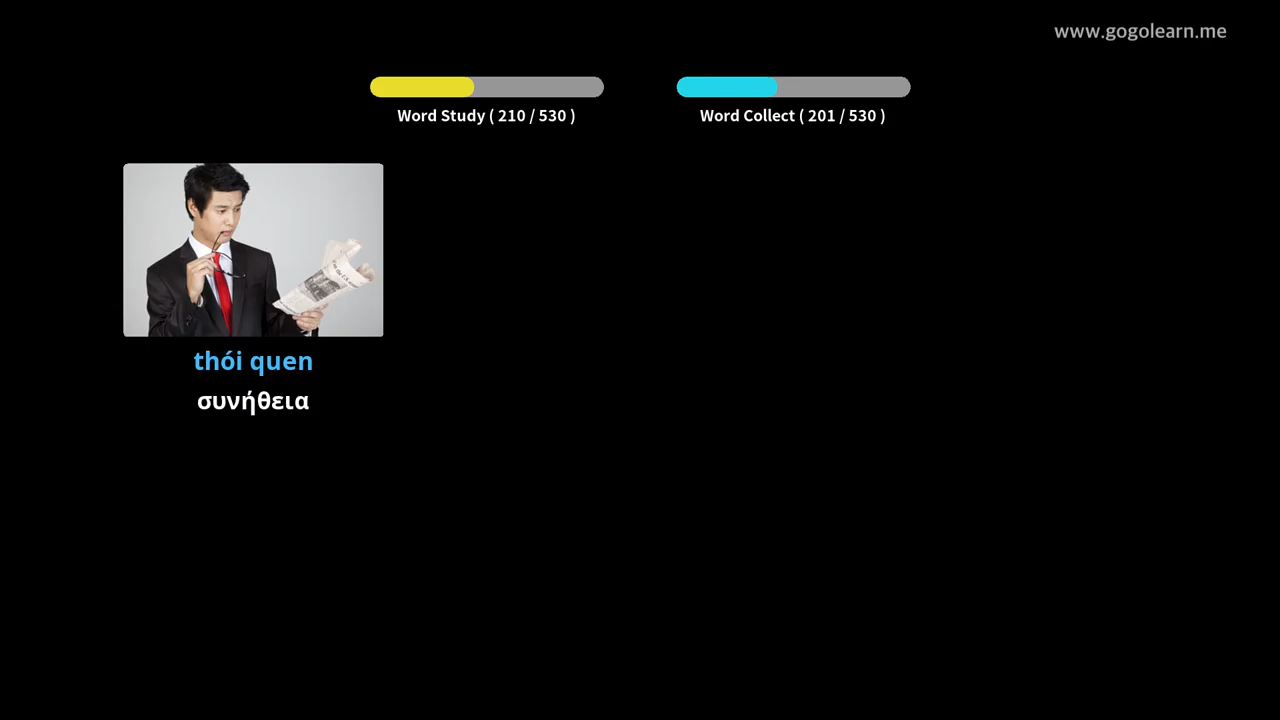 www.gogolearn.me
Word Study ( 210 / 530 )
Word Collect ( 201 / 530 )
thói quen
συνήθεια